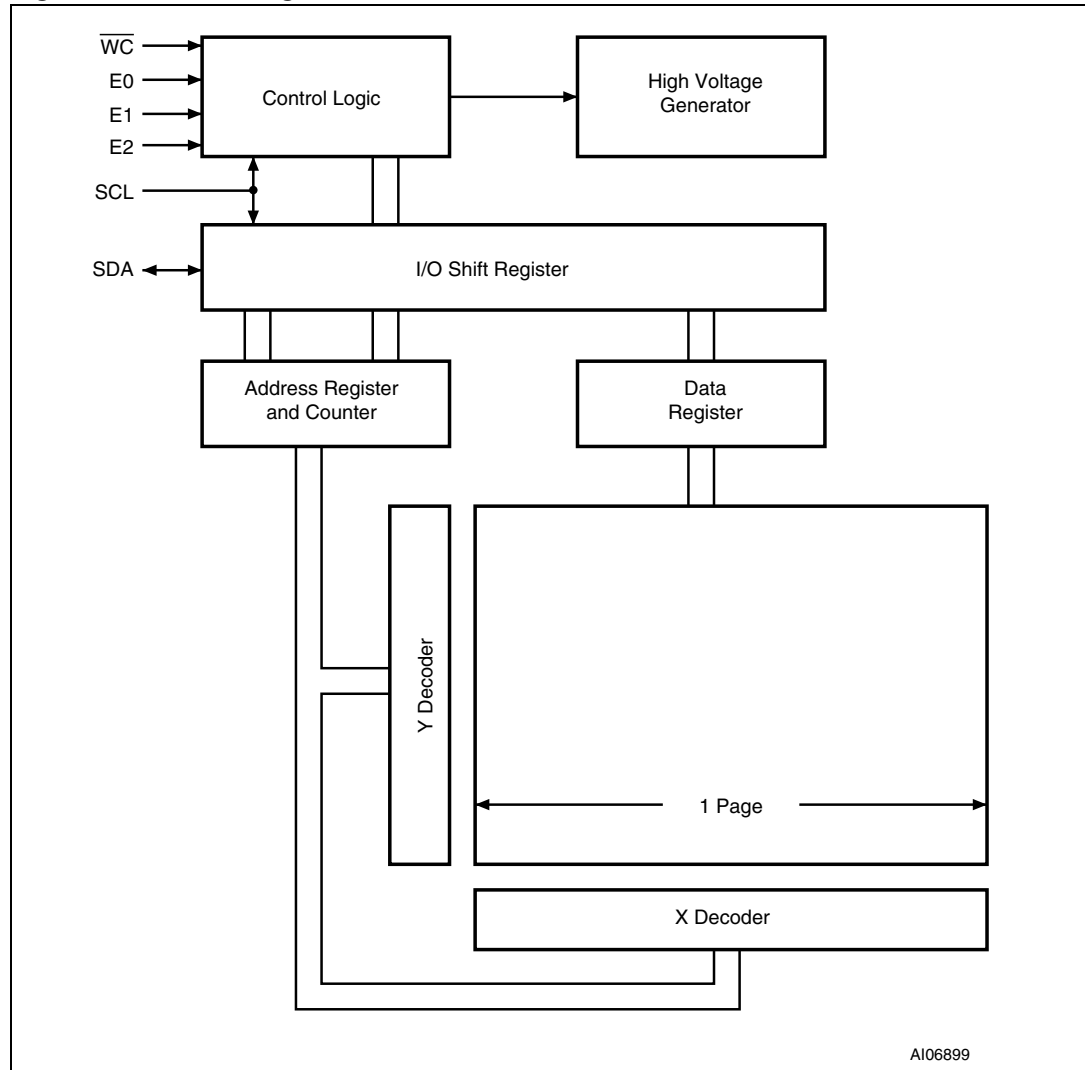 W̅C̅
E0
E1
E2
SCL
SDA
Control Logic
High Voltage
Generator
I/O Shift Register
Address Register
and Counter
Data
Register
Y Decoder
1 Page
X Decoder
AI06899